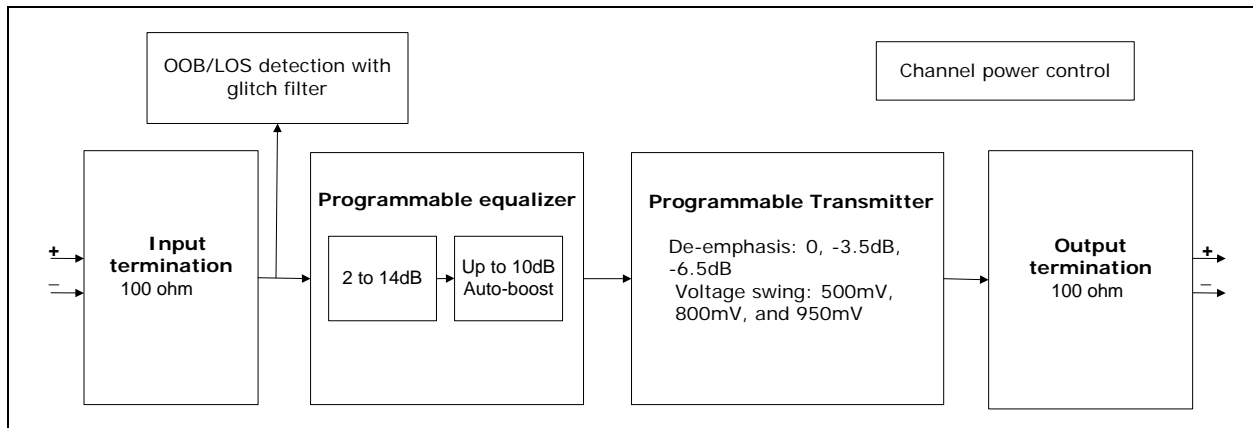 OOB/LOS detection with
glitch filter
Channel power control
+
–
Input
termination
100 ohm
Programmable equalizer
2 to 14dB
Up to 10dB
Auto-boost
Programmable Transmitter
De-emphasis: 0, -3.5dB,
-6.5dB
Voltage swing: 500mV,
800mV, and 950mV
Output
termination
100 ohm
+
–